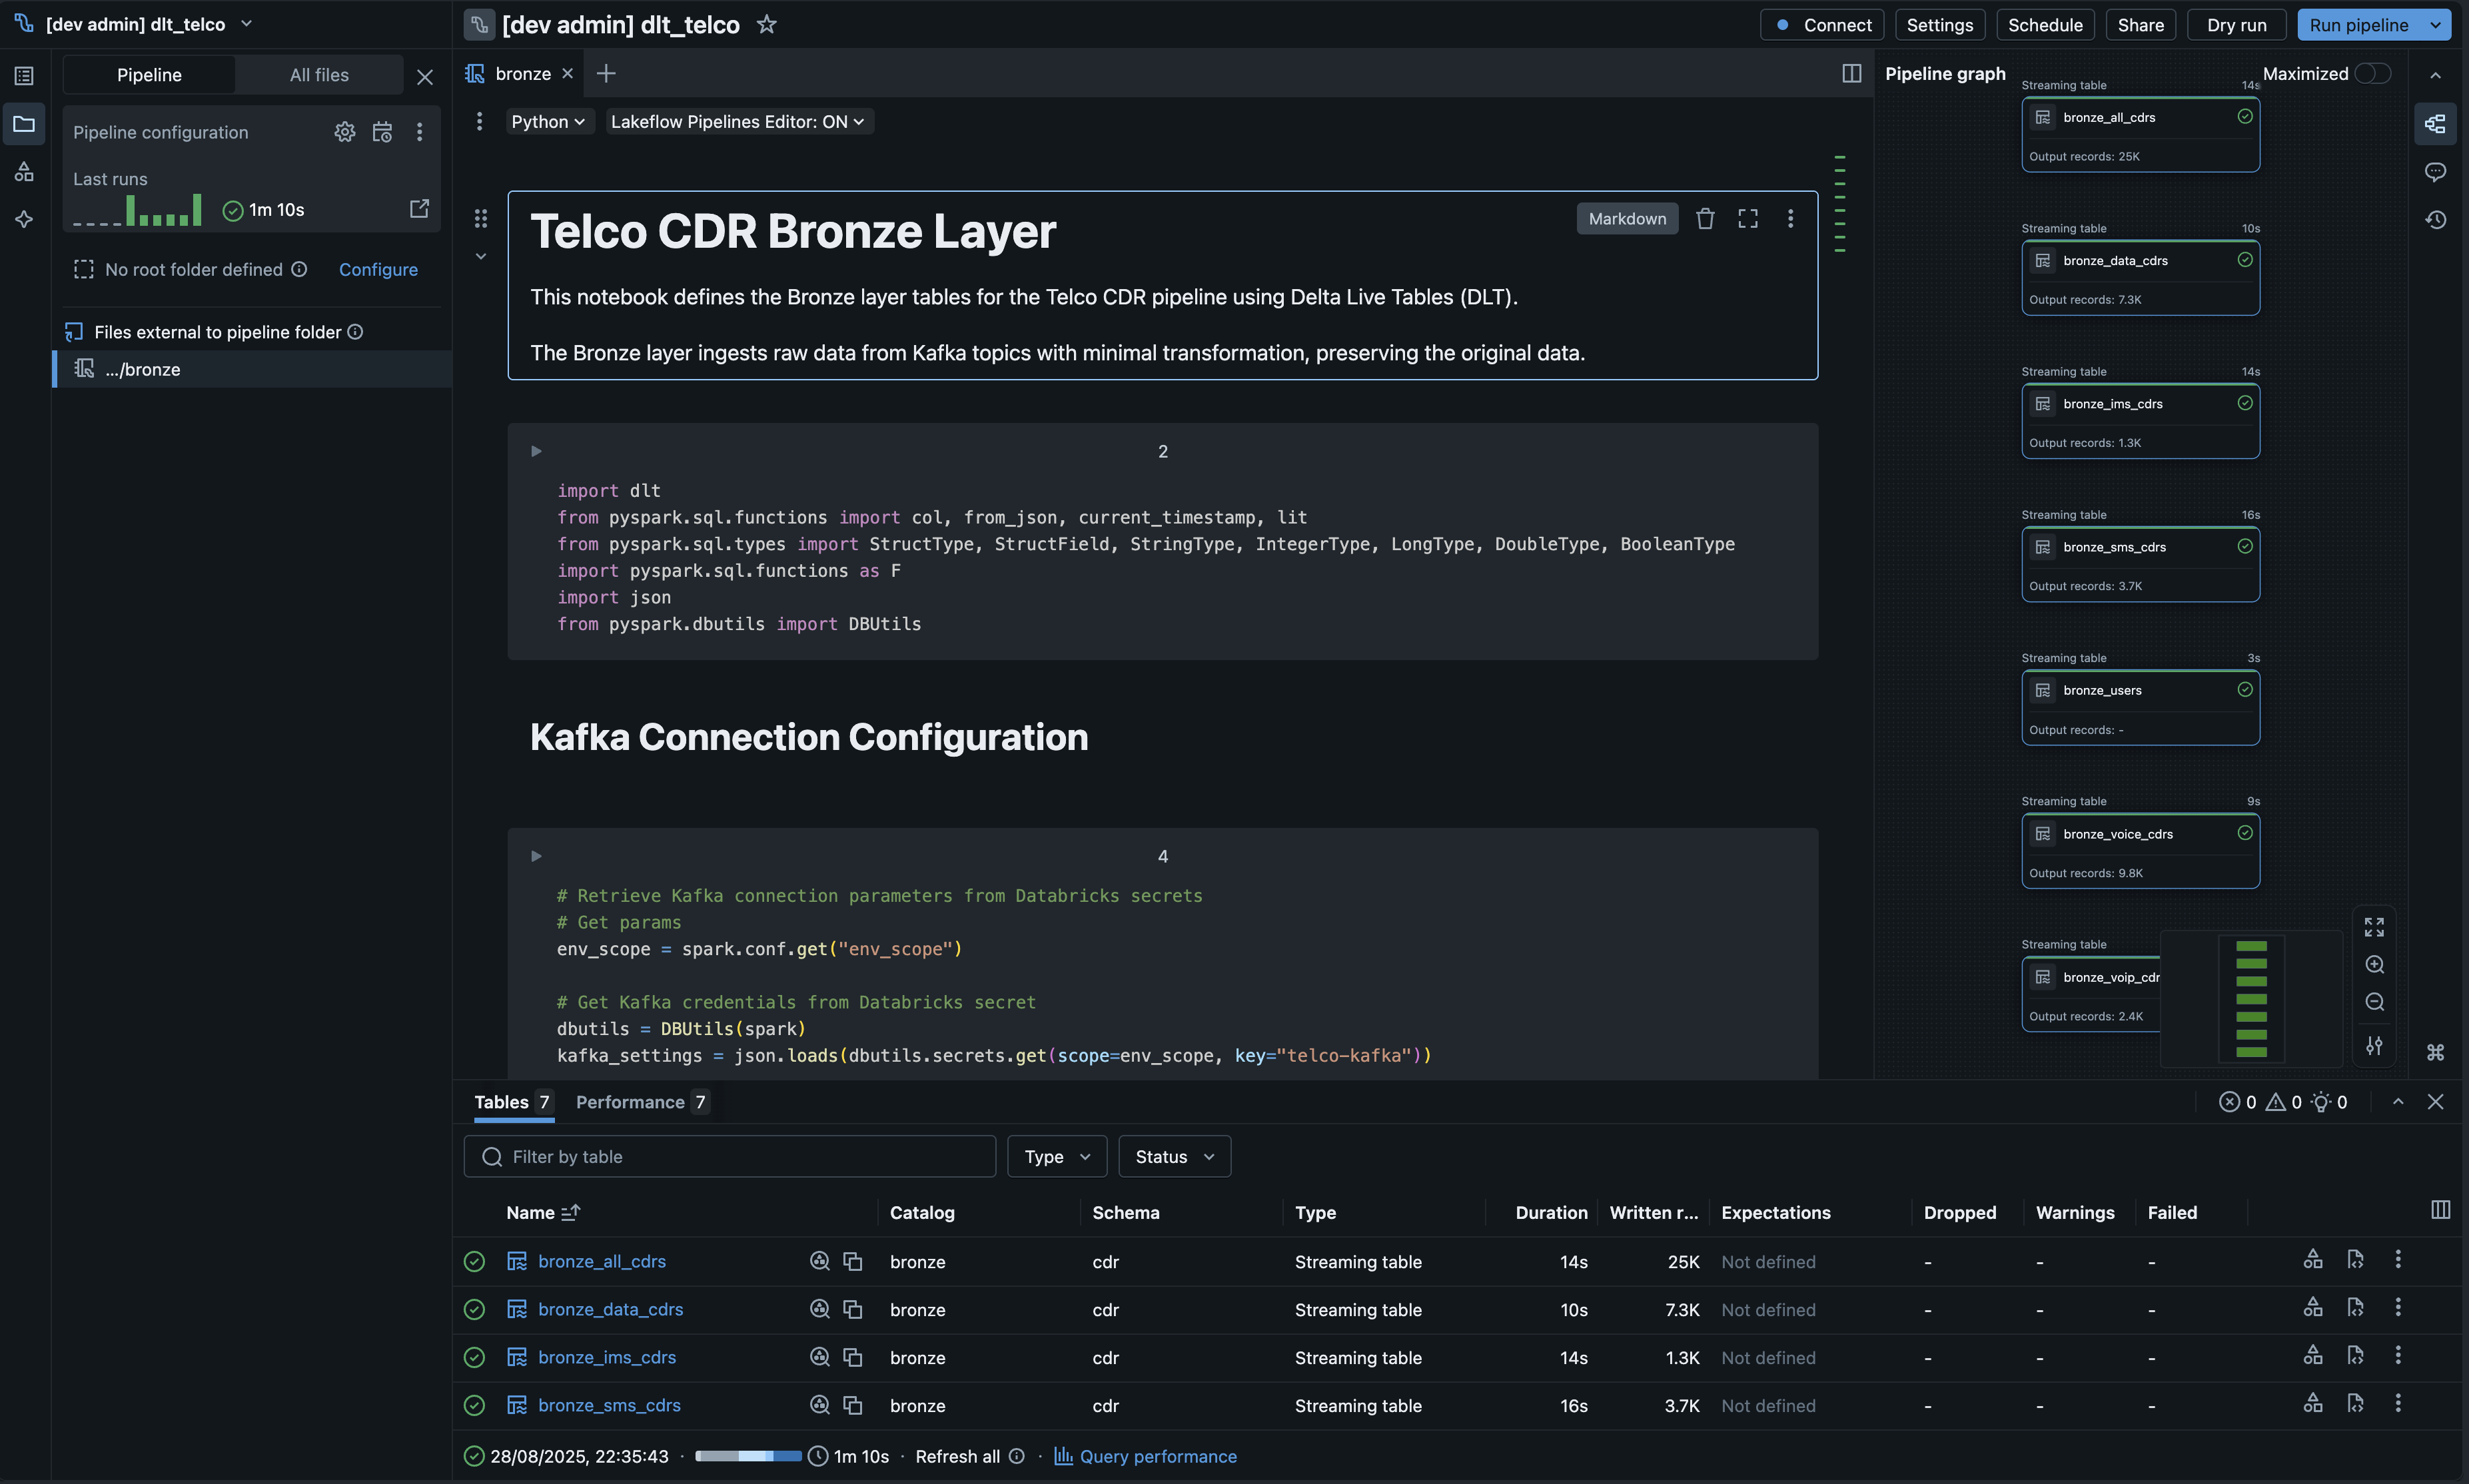 [dev admin] dlt_telco
[dev admin] dlt_telco
Connect
Settings
Schedule
Share
Dry run
Run pipeline
Pipeline
All files
Pipeline configuration
Last runs
1m 10s
No root folder defined
Configure
Files external to pipeline folder
.../bronze
bronze
Python
Lakeflow Pipelines Editor: ON
Markdown
Telco CDR Bronze Layer
This notebook defines the Bronze layer tables for the Telco CDR pipeline using Delta Live Tables (DLT).
The Bronze layer ingests raw data from Kafka topics with minimal transformation, preserving the original data.
2
import dlt
from pyspark.sql.functions import col, from_json, current_timestamp, lit
from pyspark.sql.types import StructType, StructField, StringType, IntegerType, LongType, DoubleType, BooleanType
import pyspark.sql.functions as F
import json
from pyspark.dbutils import DBUtils
Kafka Connection Configuration
4
# Retrieve Kafka connection parameters from Databricks secrets
# Get params
env_scope = spark.conf.get("env_scope")
# Get Kafka credentials from Databricks secret
dbutils = DBUtils(spark)
kafka_settings = json.loads(dbutils.secrets.get(scope=env_scope, key="telco-kafka"))
Pipeline graph
Maximized
Streaming table 14s
bronze_all_cdrs
Output records: 25K
Streaming table 10s
bronze_data_cdrs
Output records: 7.3K
Streaming table 14s
bronze_ims_cdrs
Output records: 1.3K
Streaming table 16s
bronze_sms_cdrs
Output records: 3.7K
Streaming table 3s
bronze_users
Output records: -
Streaming table 9s
bronze_voice_cdrs
Output records: 9.8K
Streaming table
bronze_voip_cdr
Output records: 2.4K
Tables 7
Performance 7
0 0 0
Filter by table
Type
Status
Name Catalog Schema Type Duration Written r... Expectations Dropped Warnings Failed
bronze_all_cdrs bronze cdr Streaming table 14s 25K Not defined - - -
bronze_data_cdrs bronze cdr Streaming table 10s 7.3K Not defined - - -
bronze_ims_cdrs bronze cdr Streaming table 14s 1.3K Not defined - - -
bronze_sms_cdrs bronze cdr Streaming table 16s 3.7K Not defined - - -
28/08/2025, 22:35:43 · 1m 10s · Refresh all · Query performance